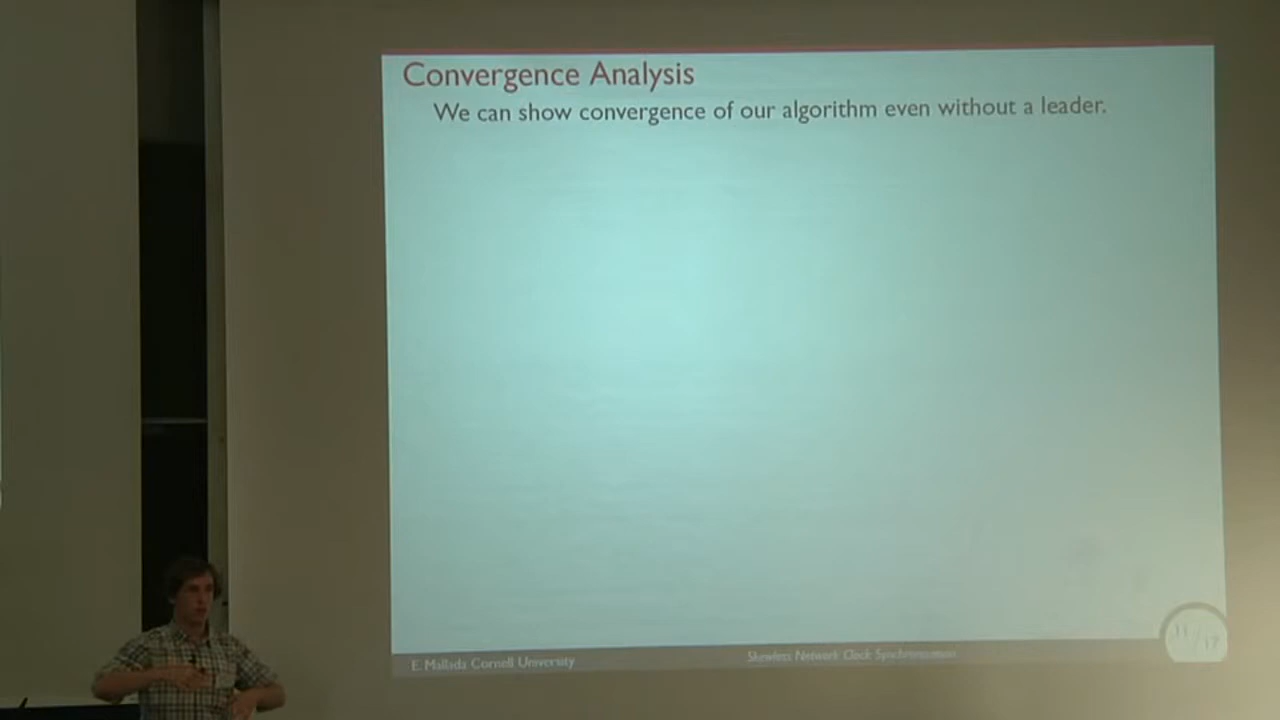 Convergence Analysis
We can show convergence of our algorithm even without a leader.
E. Mallada Cornell University
Skewless Network Clock Synchronization
11/17